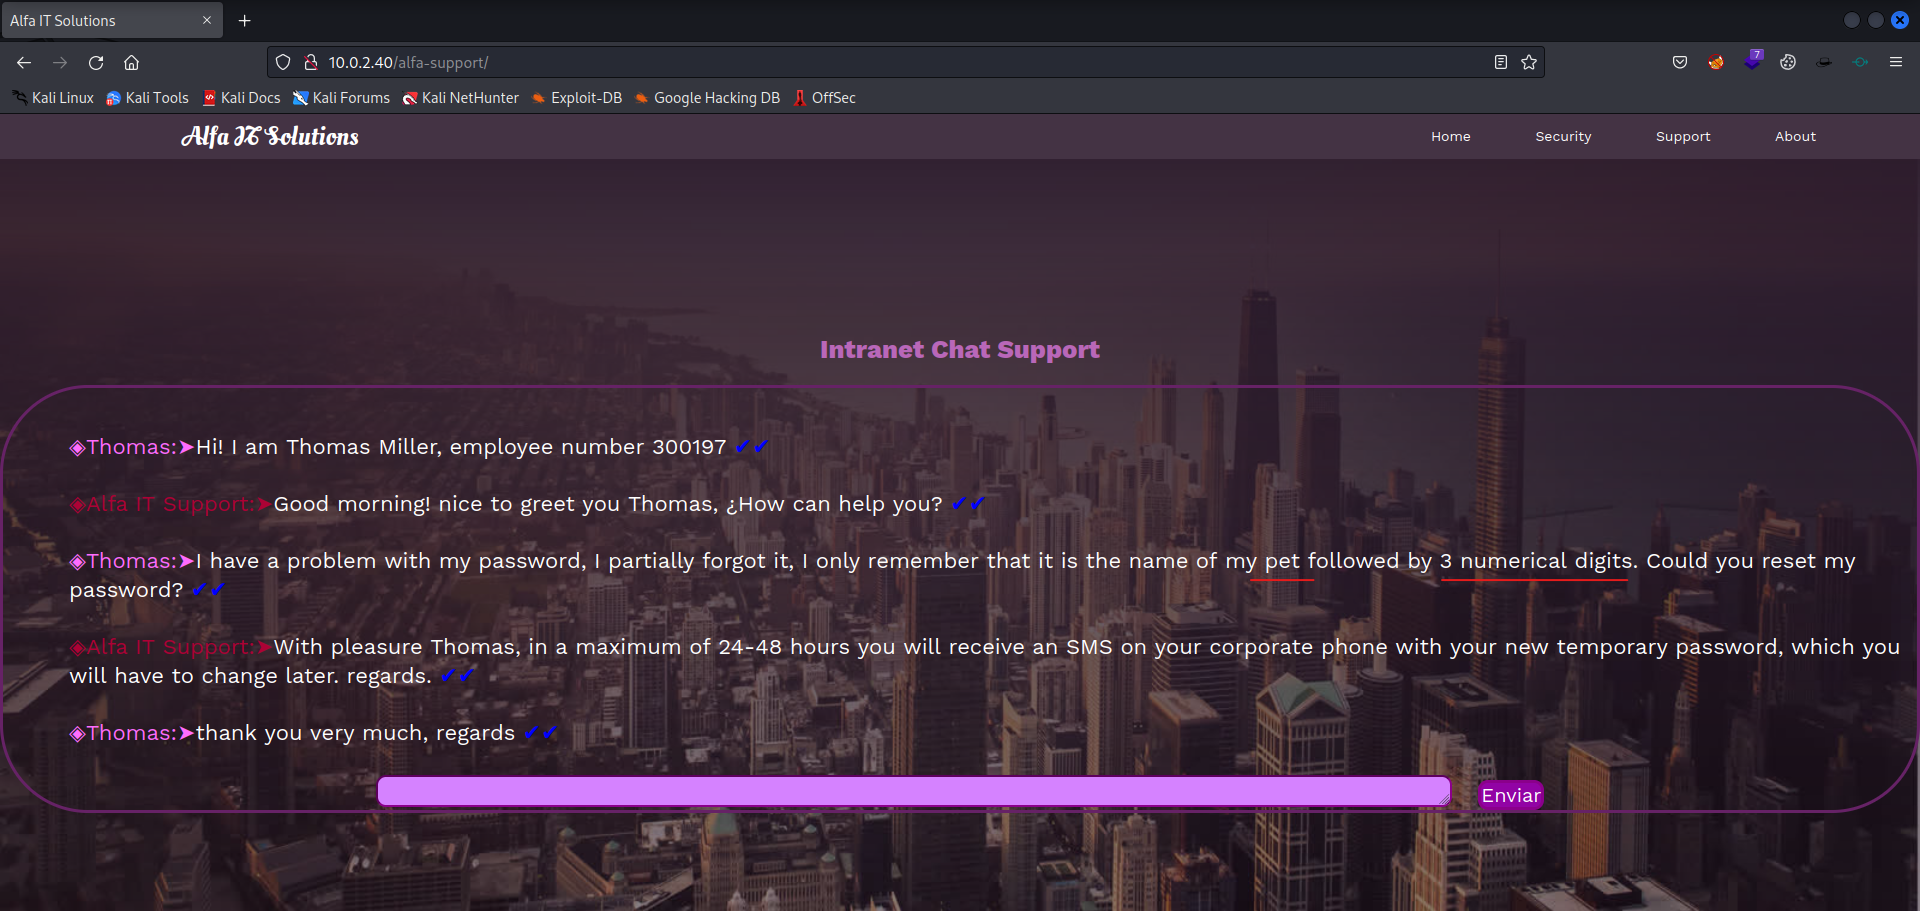 Alfa IT Solutions
7
10.0.2.40/alfa-support/
Kali Linux Kali Tools Kali Docs Kali Forums Kali NetHunter Exploit-DB Google Hacking DB OffSec
Alfa IT Solutions Home Security Support About
Intranet Chat Support
◈Thomas:➤Hi! I am Thomas Miller, employee number 300197 ✔✔
◈Alfa IT Support:➤Good morning! nice to greet you Thomas, ¿How can help you? ✔✔
◈Thomas:➤I have a problem with my password, I partially forgot it, I only remember that it is the name of my pet followed by 3 numerical digits. Could you reset my
password? ✔✔
◈Alfa IT Support:➤With pleasure Thomas, in a maximum of 24-48 hours you will receive an SMS on your corporate phone with your new temporary password, which you
will have to change later. regards. ✔✔
◈Thomas:➤thank you very much, regards ✔✔
Enviar